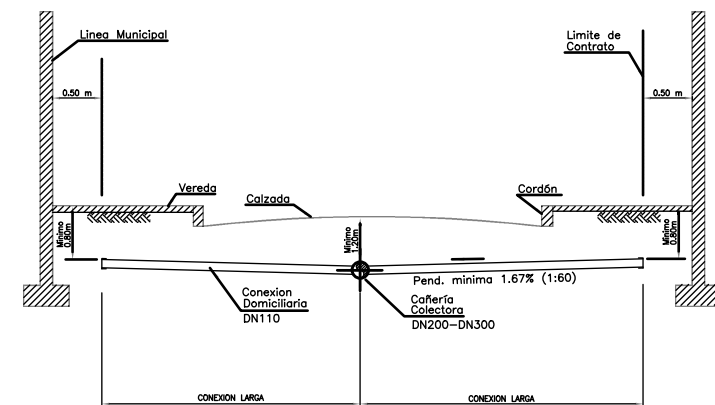 Linea Municipal
Limite de
Contrato
0.50 m
0.50 m
Vereda
Calzada
Cordón
Minimo
0.80m
Minimo
1.20m
Minimo
0.80m
Pend. minima 1.67% (1:60)
Conexion
Domiciliaria
DN110
Cañería
Colectora
DN200-DN300
CONEXION LARGA
CONEXION LARGA